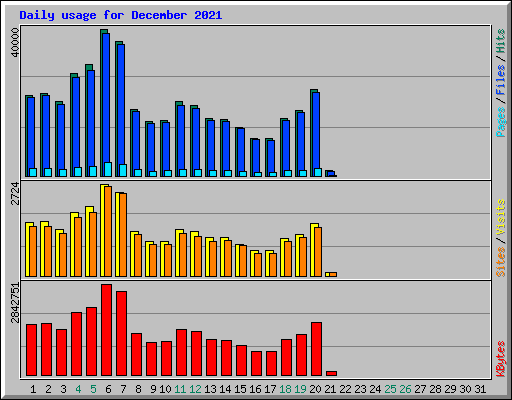 Daily usage for December 2021
40000
Pages/Files/Hits
2724
Sites/Visits
2842751
KBytes
1 2 3 4 5 6 7 8 9 10 11 12 13 14 15 16 17 18 19 20 21 22 23 24 25 26 27 28 29 30 31